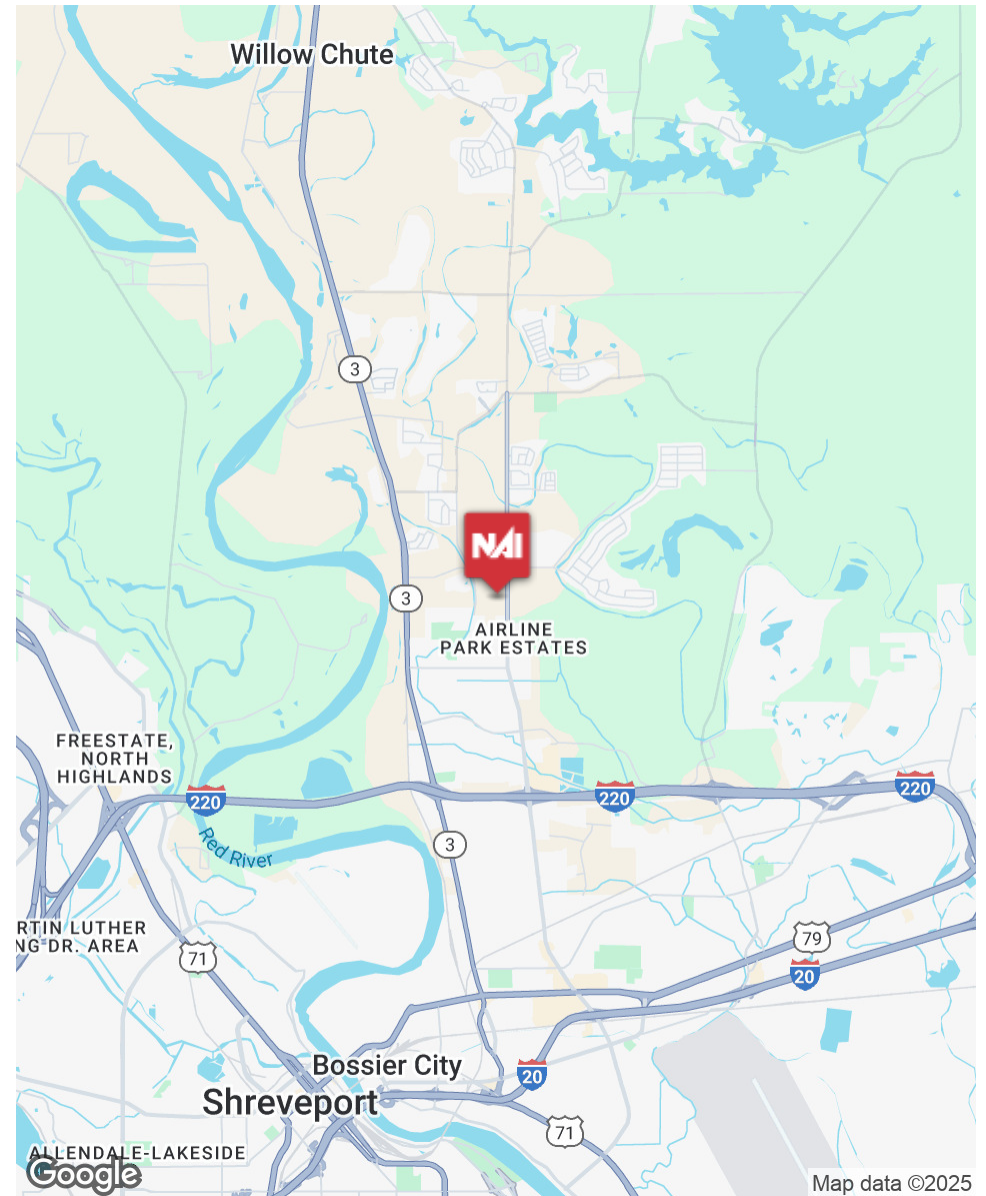 Willow Chute
3
NAI
3
AIRLINE
PARK ESTATES
FREESTATE,
NORTH
HIGHLANDS
220
220
220
Red River
3
RTIN LUTHER
NG DR. AREA
71
79
20
Bossier City
20
Shreveport
71
ALLENDALE-LAKESIDE
Google
Map data ©2025